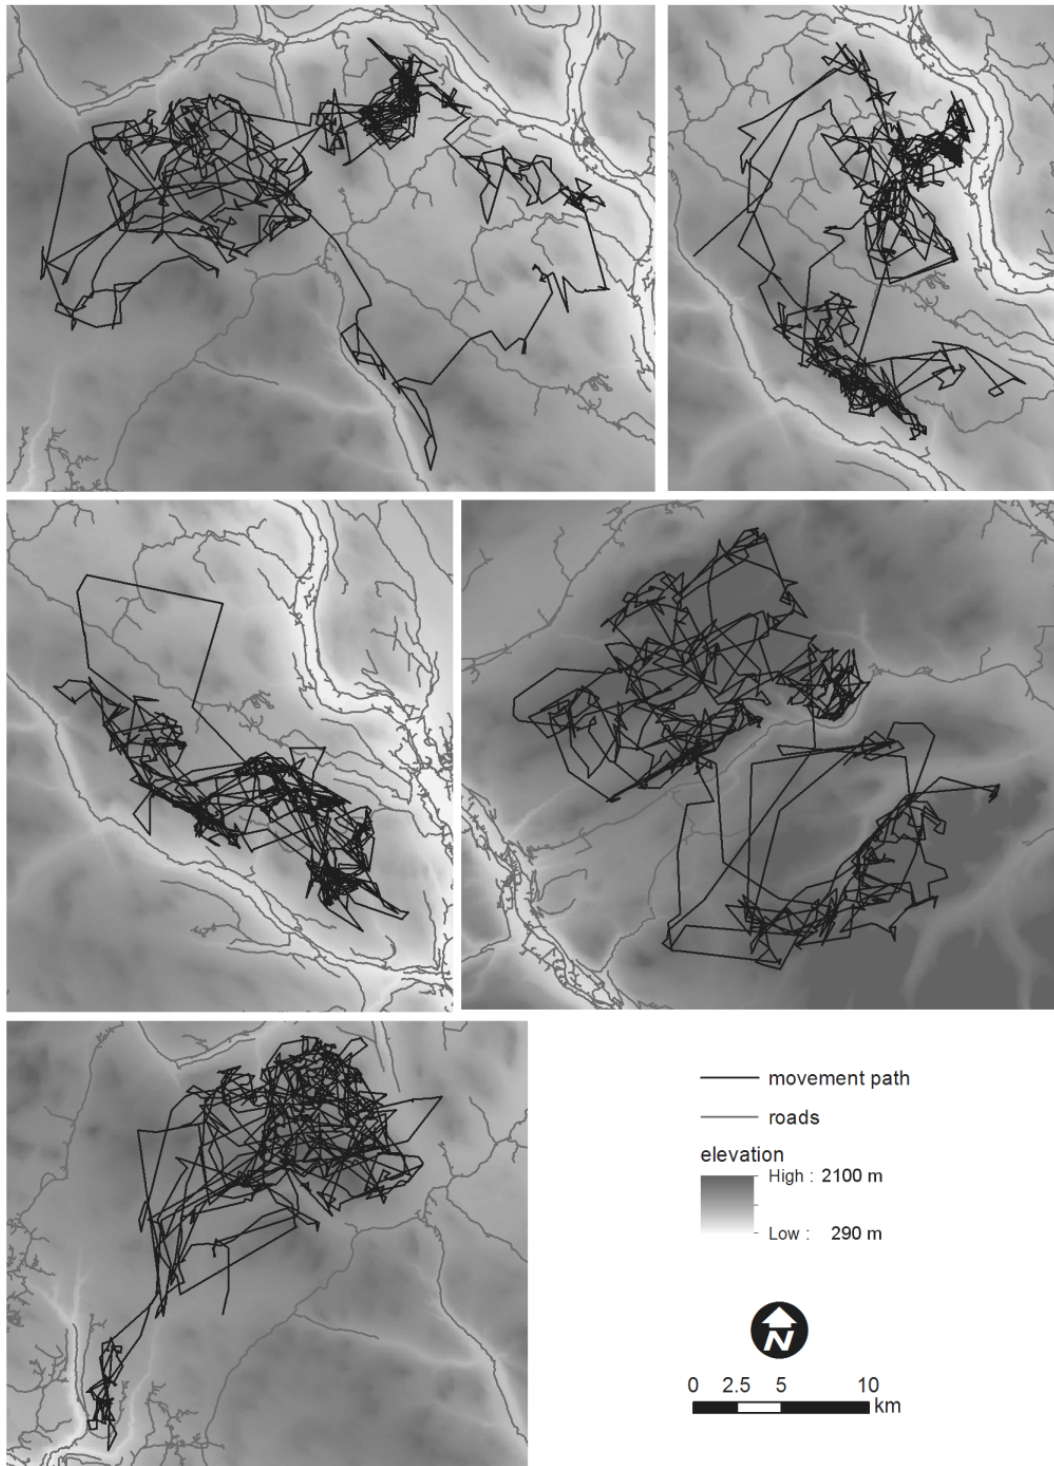 movement path
roads
elevation
High : 2100 m
Low : 290 m
N
0 2.5 5 10
km